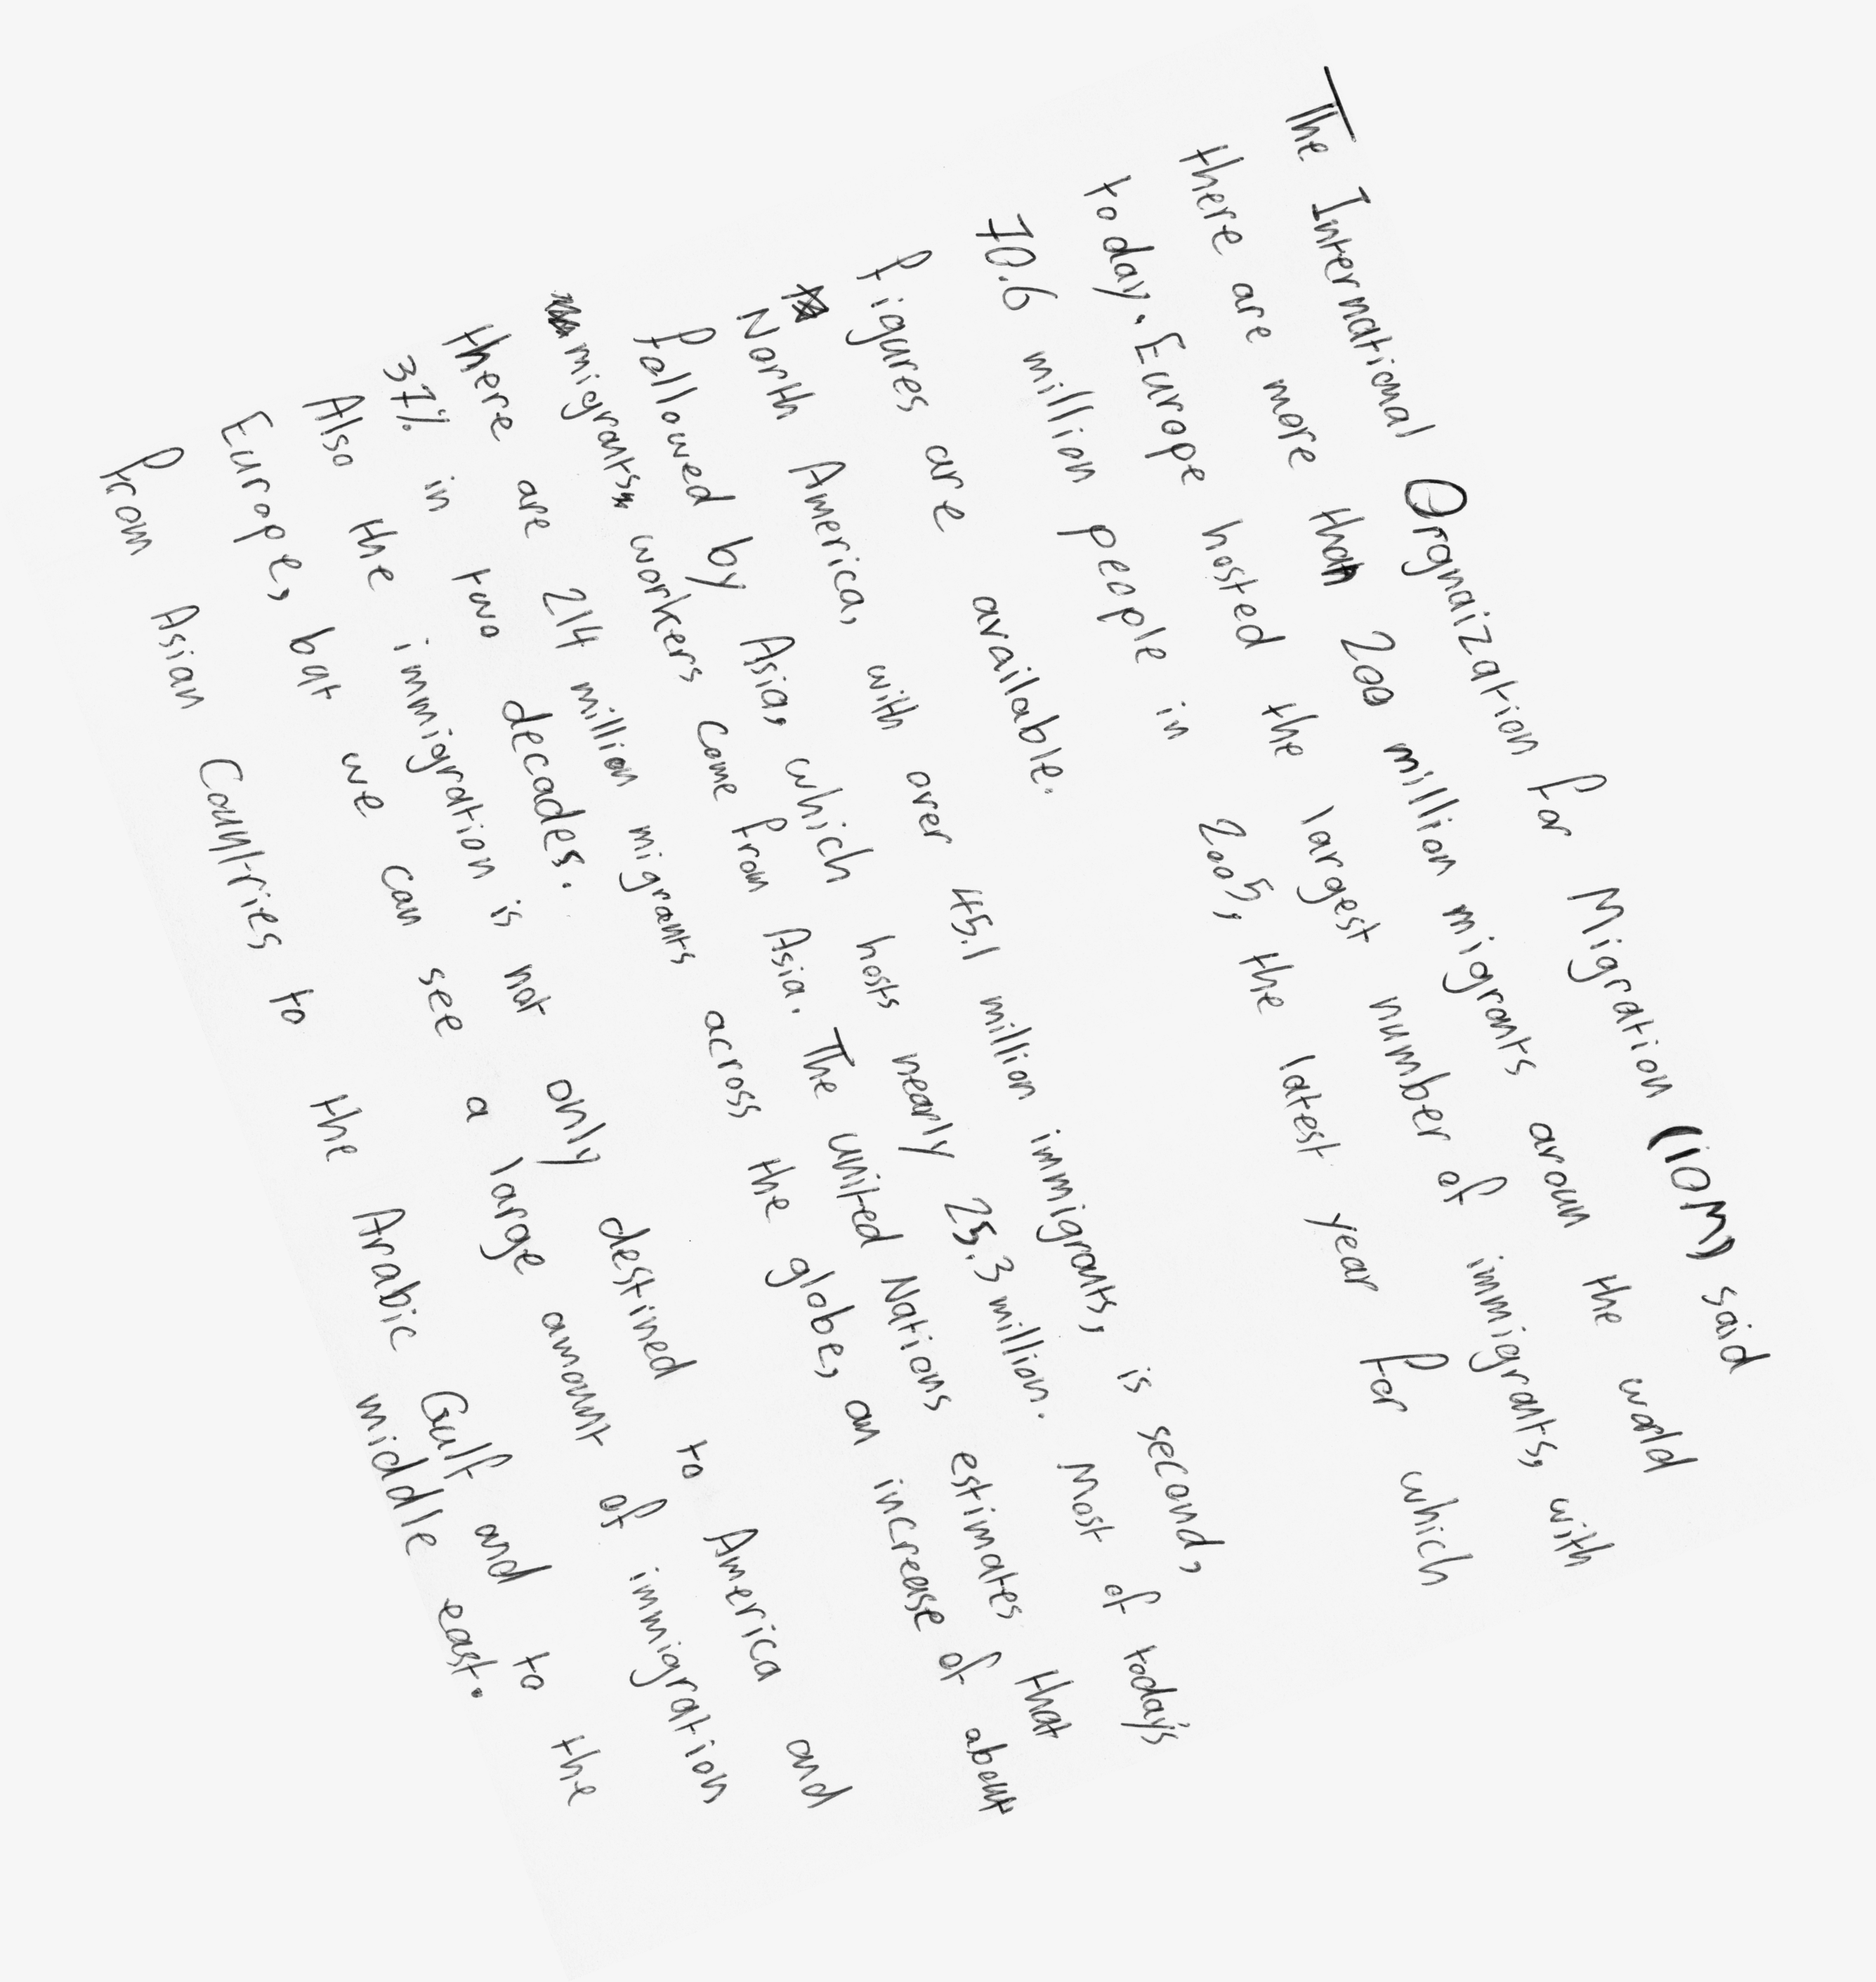 The International Orgnaization for Migration (iOM) said
there are more than 200 million migrants aroun the world
today. Europe hosted the largest number of immigrants, with
70.6 million people in 2005, the latest year for which
figures are available.
North America, with over 45.1 million immigrants, is second,
followed by Asia, which hosts nearly 25.3 million. Most of today's
migrants workers come from Asia. The united Nations estimates that
there are 214 million migrants across the globe, an increase of about
37% in two decades.
Also the immigration is not only destined to America and
Europe, but we can see a large amount of immigration
from Asian Countries to the Arabic Gulf and to the
middle east.